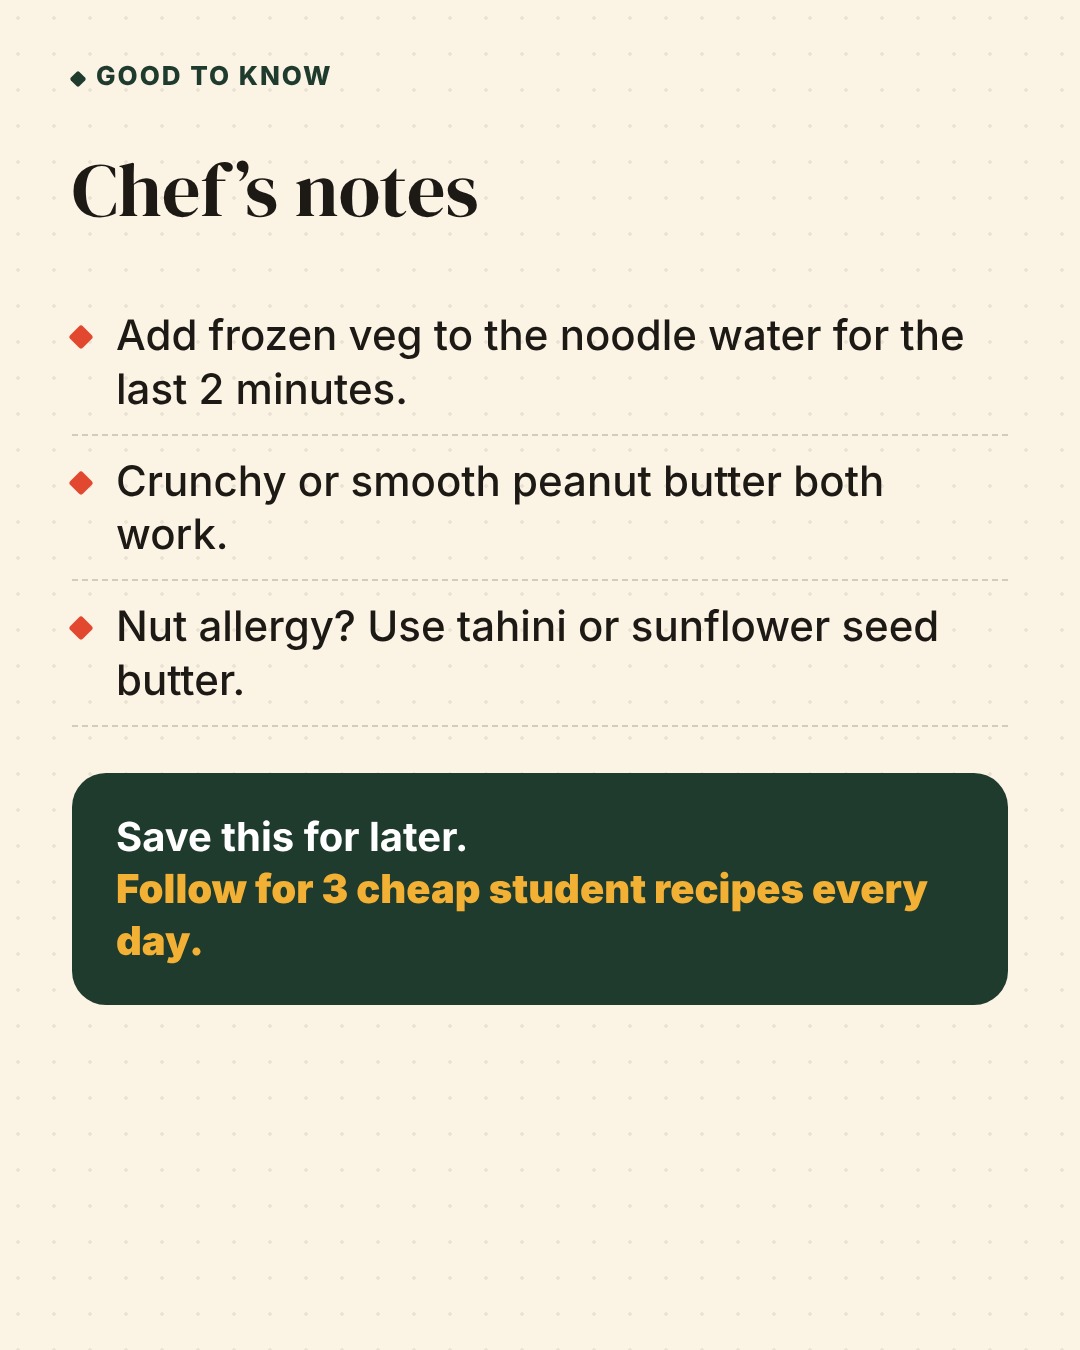 GOOD TO KNOW
Chef’s notes
Add frozen veg to the noodle water for the
last 2 minutes.
Crunchy or smooth peanut butter both
work.
Nut allergy? Use tahini or sunflower seed
butter.
Save this for later.
Follow for 3 cheap student recipes every
day.